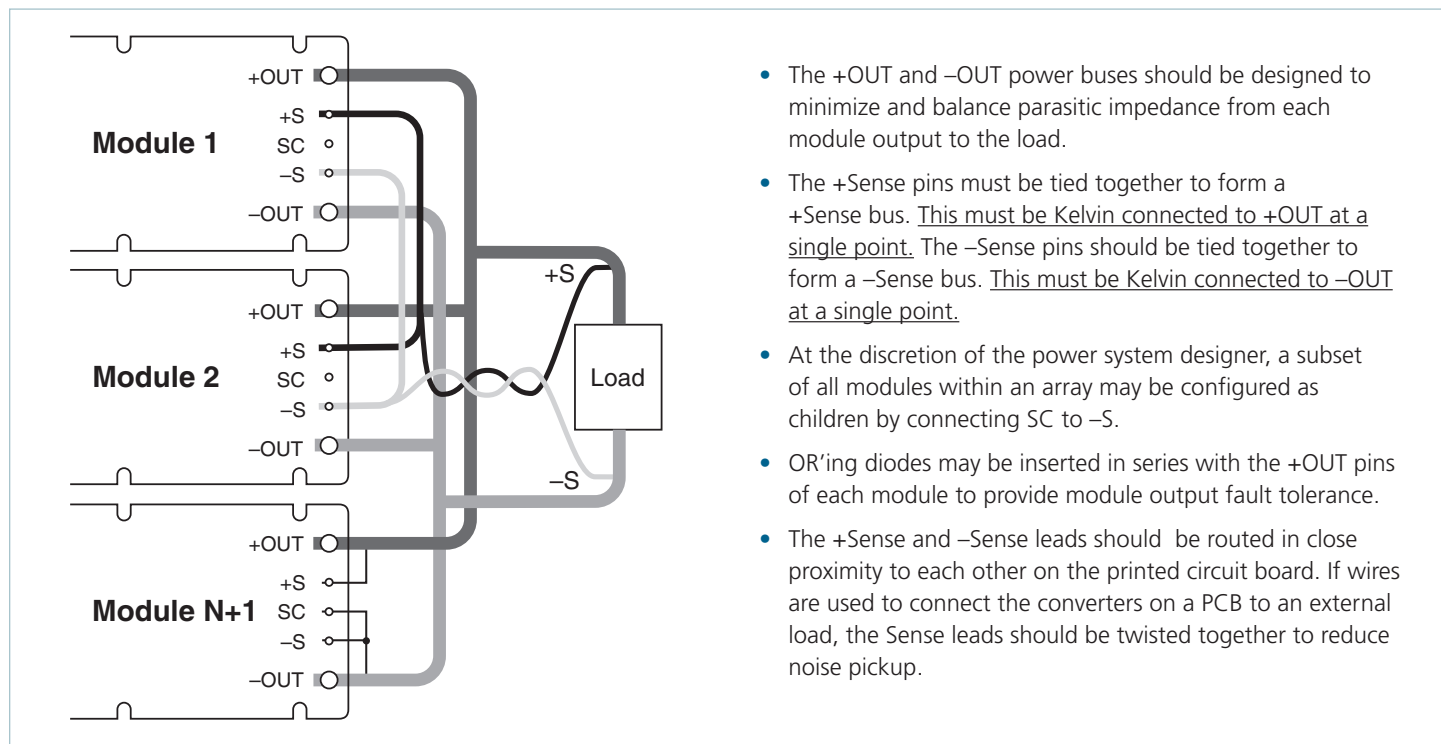 +OUT
+S
Module 1
SC
–S
–OUT
+OUT
+S
Module 2
SC
–S
–OUT
+OUT
+S
Module N+1
SC
–S
–OUT
+S
Load
–S
• The +OUT and –OUT power buses should be designed to
minimize and balance parasitic impedance from each
module output to the load.
• The +Sense pins must be tied together to form a
+Sense bus. This must be Kelvin connected to +OUT at a
single point. The –Sense pins should be tied together to
form a –Sense bus. This must be Kelvin connected to –OUT
at a single point.
• At the discretion of the power system designer, a subset
of all modules within an array may be configured as
children by connecting SC to –S.
• OR'ing diodes may be inserted in series with the +OUT pins
of each module to provide module output fault tolerance.
• The +Sense and –Sense leads should be routed in close
proximity to each other on the printed circuit board. If wires
are used to connect the converters on a PCB to an external
load, the Sense leads should be twisted together to reduce
noise pickup.